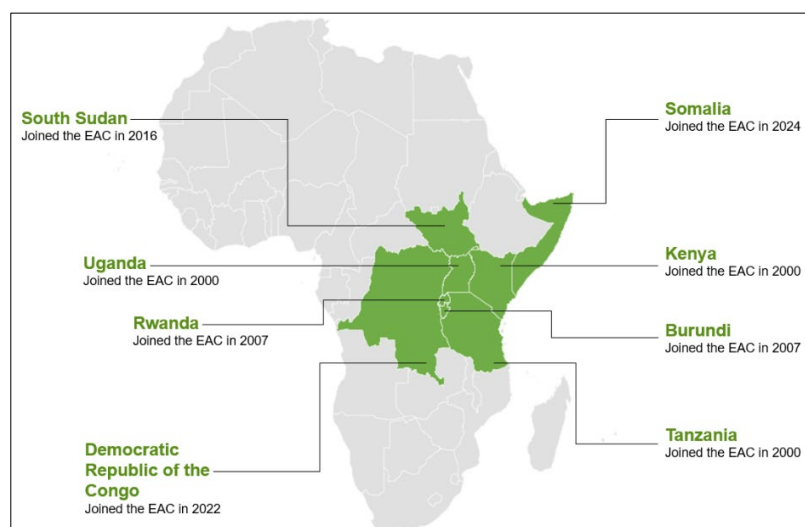 South Sudan
Joined the EAC in 2016
Somalia
Joined the EAC in 2024
Uganda
Joined the EAC in 2000
Kenya
Joined the EAC in 2000
Rwanda
Joined the EAC in 2007
Burundi
Joined the EAC in 2007
Democratic
Republic of the
Congo
Joined the EAC in 2022
Tanzania
Joined the EAC in 2000